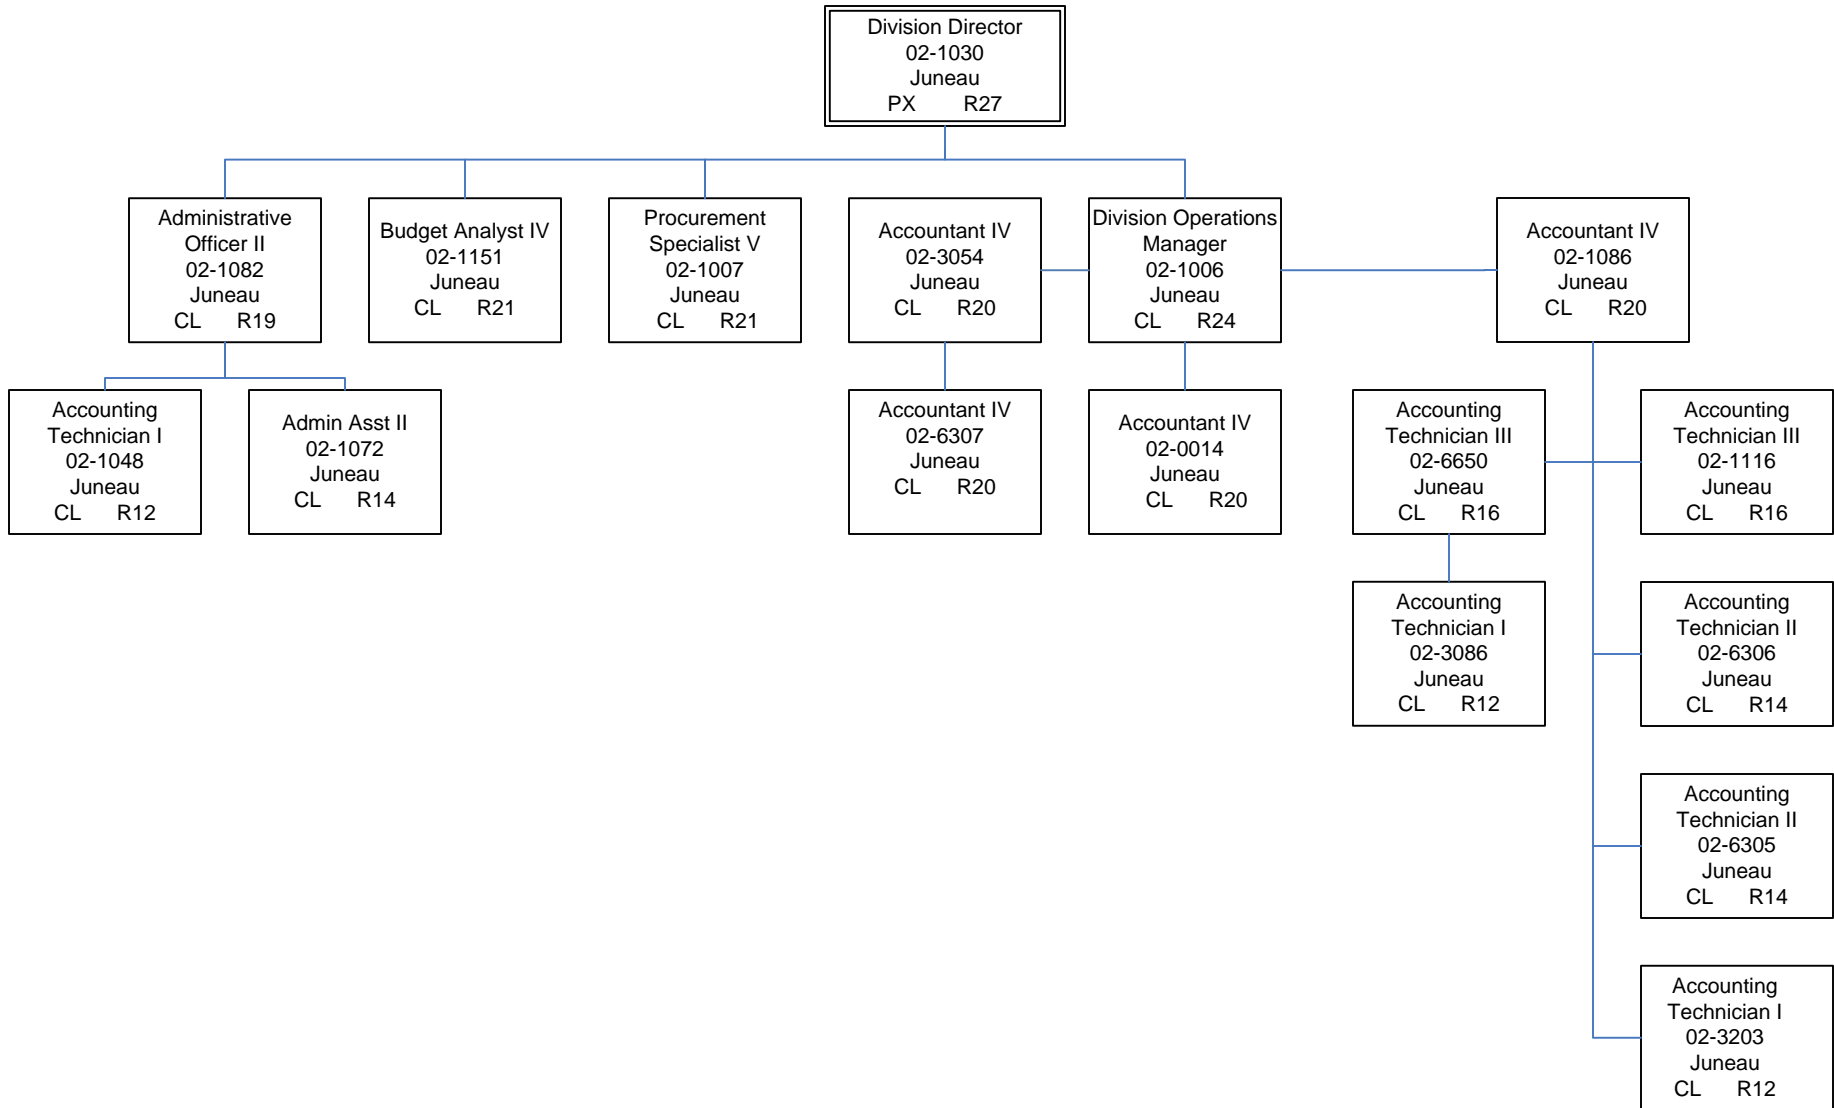 Division Director
02-1030
Juneau
PX R27
Administrative
Officer II
02-1082
Juneau
CL R19
Budget Analyst IV
02-1151
Juneau
CL R21
Procurement
Specialist V
02-1007
Juneau
CL R21
Accountant IV
02-3054
Juneau
CL R20
Division Operations
Manager
02-1006
Juneau
CL R24
Accountant IV
02-1086
Juneau
CL R20
Accounting
Technician I
02-1048
Juneau
CL R12
Admin Asst II
02-1072
Juneau
CL R14
Accountant IV
02-6307
Juneau
CL R20
Accountant IV
02-0014
Juneau
CL R20
Accounting
Technician III
02-6650
Juneau
CL R16
Accounting
Technician III
02-1116
Juneau
CL R16
Accounting
Technician I
02-3086
Juneau
CL R12
Accounting
Technician II
02-6306
Juneau
CL R14
Accounting
Technician II
02-6305
Juneau
CL R14
Accounting
Technician I
02-3203
Juneau
CL R12